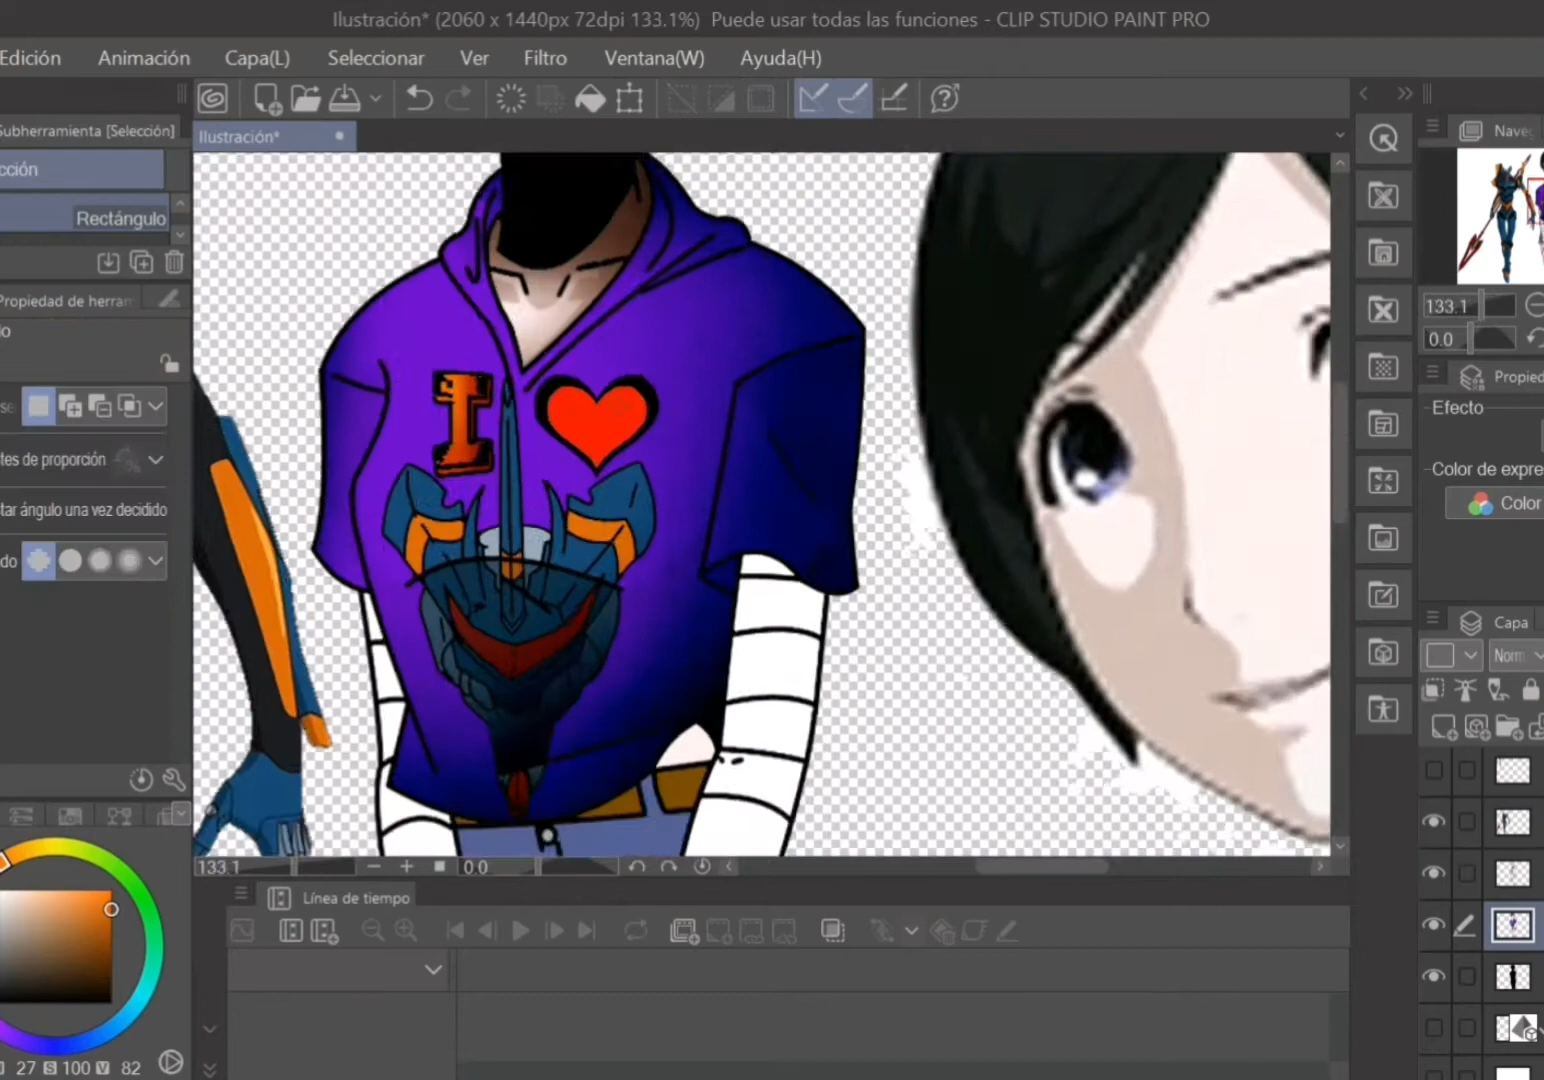 Ilustración* (2060 x 1440px 72dpi 133.1%) Puede usar todas las funciones - CLIP STUDIO PAINT PRO
Edición Animación Capa(L) Seleccionar Ver Filtro Ventana(W) Ayuda(H)
Subherramienta [Selección]
Ilustración*
cción
Rectángulo
Propiedad de herram
do
tes de proporción
tar ángulo una vez decidido
do
I
Nave
133.1
0.0
Propied
Efecto
Color de expre
Color
Capa
Norm
133.1 0.0
Línea de tiempo
27 S 100 V 82